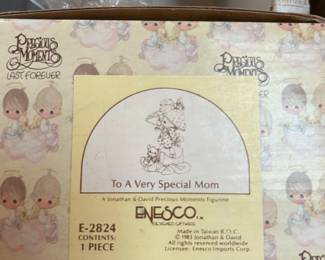 PRECIOUS
MOMENTS
LAST FOREVER
PRECIOUS
MOMENTS
To A Very Special Mom
A Jonathan & David Precious Moments Figurine
ENESCO
E-2824
CONTENTS:
1 PIECE
Made in Taiwan R.O.C.
© 1983 Jonathan & David
All rights reserved worldwide
Licensee: Enesco Imports Corp.